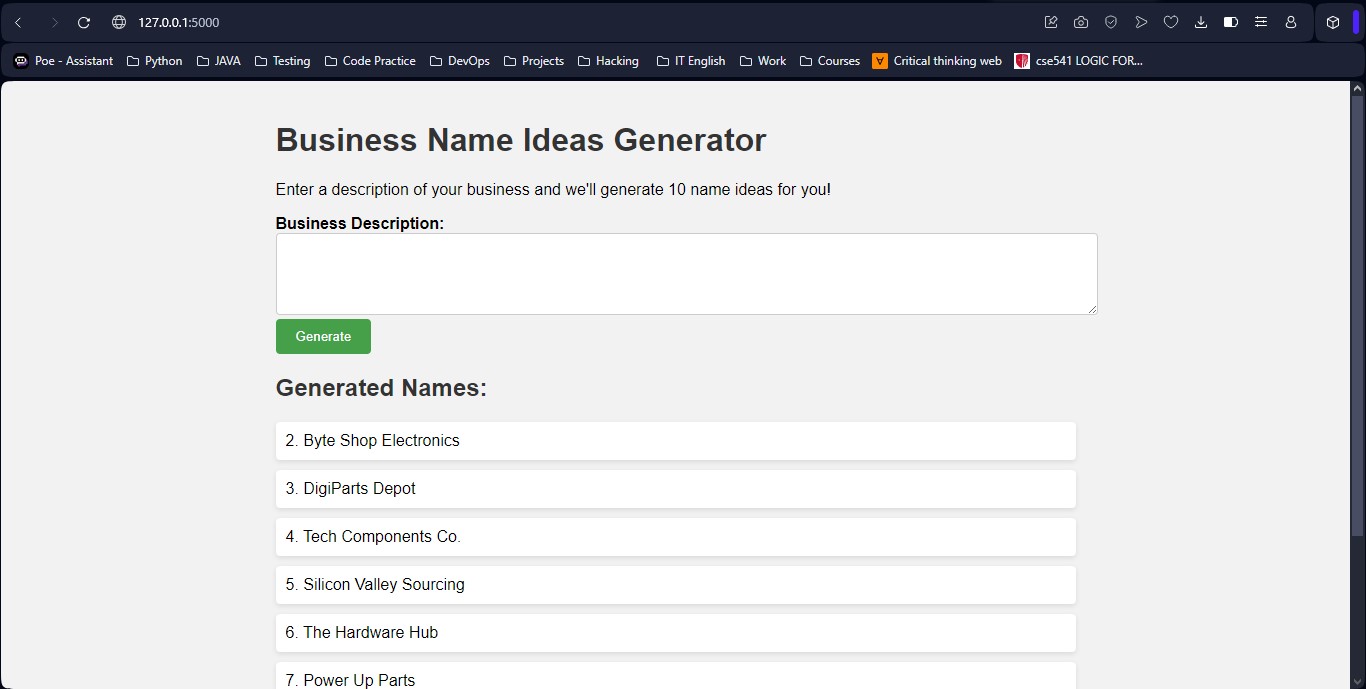 127.0.0.1:5000
Poe - Assistant Python JAVA Testing Code Practice DevOps Projects Hacking IT English Work Courses Critical thinking web cse541 LOGIC FOR...
Business Name Ideas Generator
Enter a description of your business and we'll generate 10 name ideas for you!
Business Description:
Generate
Generated Names:
2. Byte Shop Electronics
3. DigiParts Depot
4. Tech Components Co.
5. Silicon Valley Sourcing
6. The Hardware Hub
7. Power Up Parts